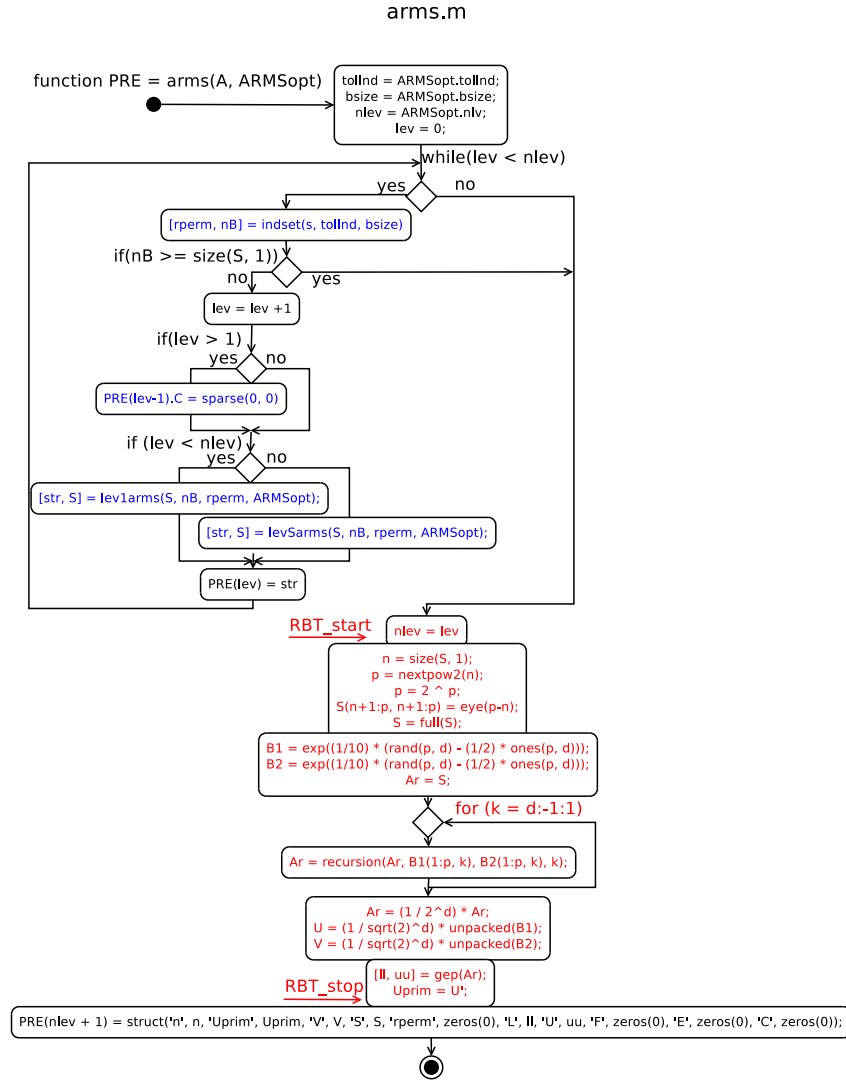 arms.m
function PRE = arms(A, ARMSopt)
tolInd = ARMSopt.tolInd;
bsize = ARMSopt.bsize;
nlev = ARMSopt.nlv;
lev = 0;
while(lev < nlev)
yes
no
[rperm, nB] = indset(s, tolInd, bsize)
if(nB >= size(S, 1))
no
yes
lev = lev +1
if(lev > 1)
yes
no
PRE(lev-1).C = sparse(0, 0)
if (lev < nlev)
yes
no
[str, S] = lev1arms(S, nB, rperm, ARMSopt);
[str, S] = levSarms(S, nB, rperm, ARMSopt);
PRE(lev) = str
RBT_start
nlev = lev
n = size(S, 1);
p = nextpow2(n);
p = 2 ^ p;
S(n+1:p, n+1:p) = eye(p-n);
S = full(S);
B1 = exp((1/10) * (rand(p, d) - (1/2) * ones(p, d)));
B2 = exp((1/10) * (rand(p, d) - (1/2) * ones(p, d)));
Ar = S;
for (k = d:-1:1)
Ar = recursion(Ar, B1(1:p, k), B2(1:p, k), k);
Ar = (1 / 2^d) * Ar;
U = (1 / sqrt(2)^d) * unpacked(B1);
V = (1 / sqrt(2)^d) * unpacked(B2);
[ll, uu] = gep(Ar);
Uprim = U';
RBT_stop
PRE(nlev + 1) = struct('n', n, 'Uprim', Uprim, 'V', V, 'S', S, 'rperm', zeros(0), 'L', ll, 'U', uu, 'F', zeros(0), 'E', zeros(0), 'C', zeros(0));